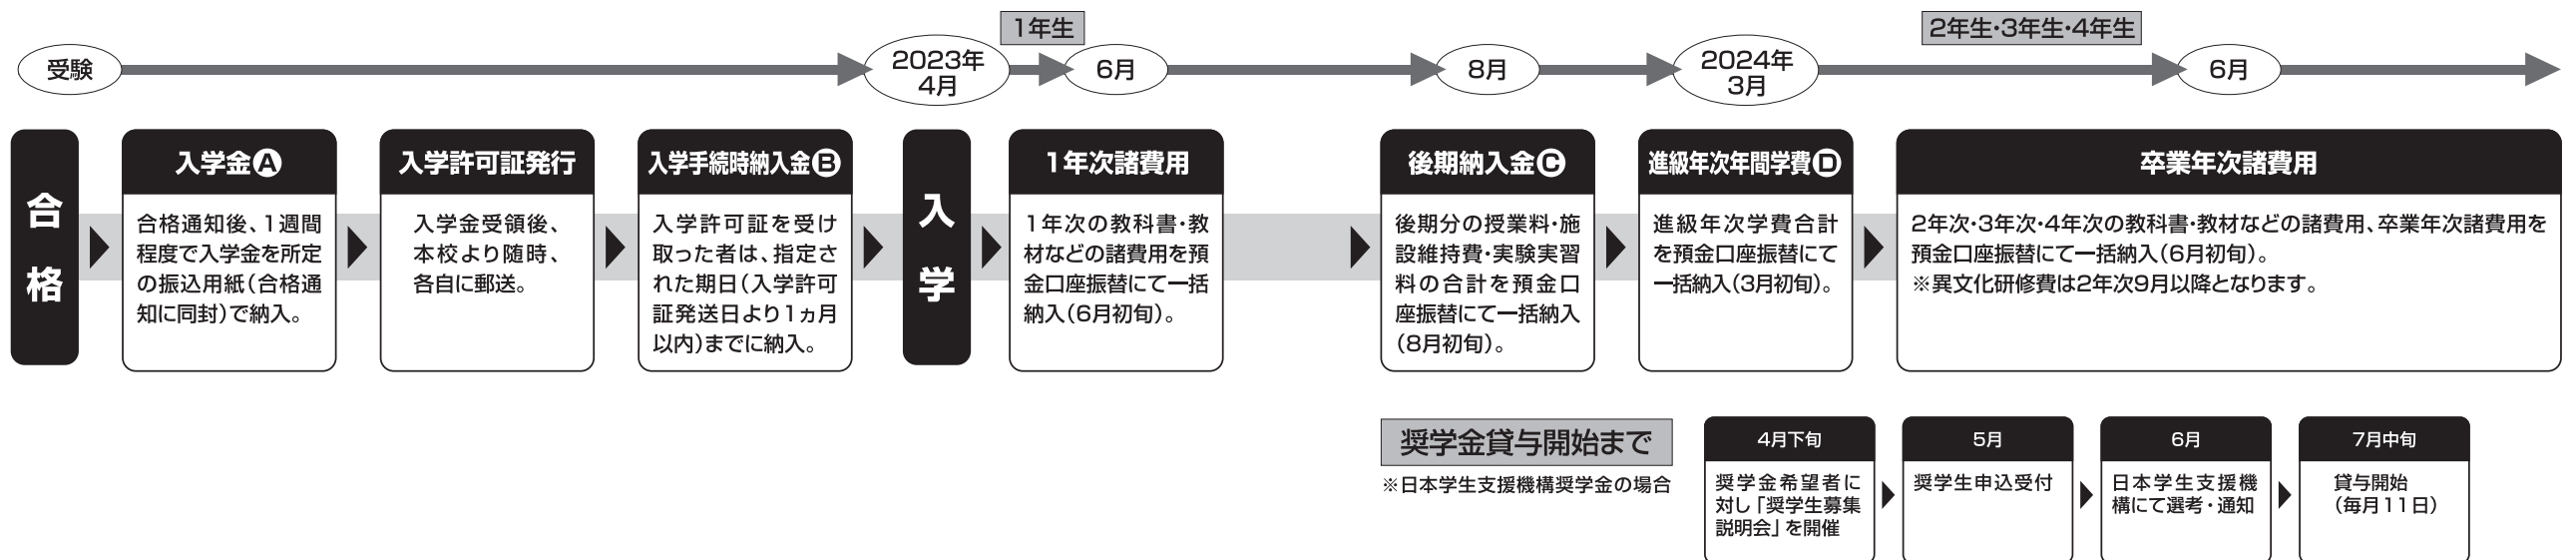 1年生
2年生・3年生・4年生
受験
2023年
4月
6月
8月
2024年
3月
6月
合格
入学金Ⓐ
合格通知後、1週間
程度で入学金を所定
の振込用紙(合格通
知に同封)で納入。
入学許可証発行
入学金受領後、
本校より随時、
各自に郵送。
入学手続時納入金Ⓑ
入学許可証を受け
取った者は、指定さ
れた期日(入学許可
証発送日より1ヵ月
以内)までに納入。
入学
1年次諸費用
1年次の教科書・教
材などの諸費用を預
金口座振替にて一括
納入(6月初旬)。
後期納入金Ⓒ
後期分の授業料・施
設維持費・実験実習
料の合計を預金口
座振替にて一括納入
(8月初旬)。
進級年次年間学費Ⓓ
進級年次学費合計
を預金口座振替にて
一括納入(3月初旬)。
卒業年次諸費用
2年次・3年次・4年次の教科書・教材などの諸費用、卒業年次諸費用を
預金口座振替にて一括納入(6月初旬)。
※異文化研修費は2年次9月以降となります。
奨学金貸与開始まで
※日本学生支援機構奨学金の場合
4月下旬
奨学金希望者に
対し「奨学生募集
説明会」を開催
5月
奨学生申込受付
6月
日本学生支援機
構にて選考・通知
7月中旬
貸与開始
(毎月11日)